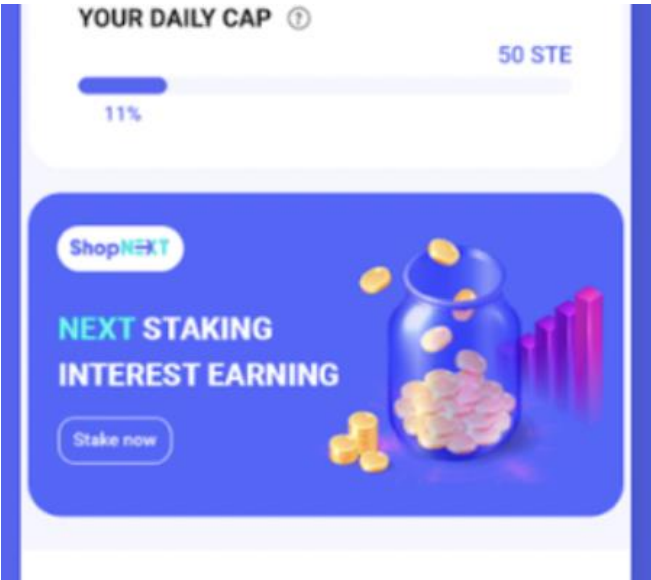 YOUR DAILY CAP ?
50 STE
11%
ShopNEXT
NEXT STAKING
INTEREST EARNING
Stake now